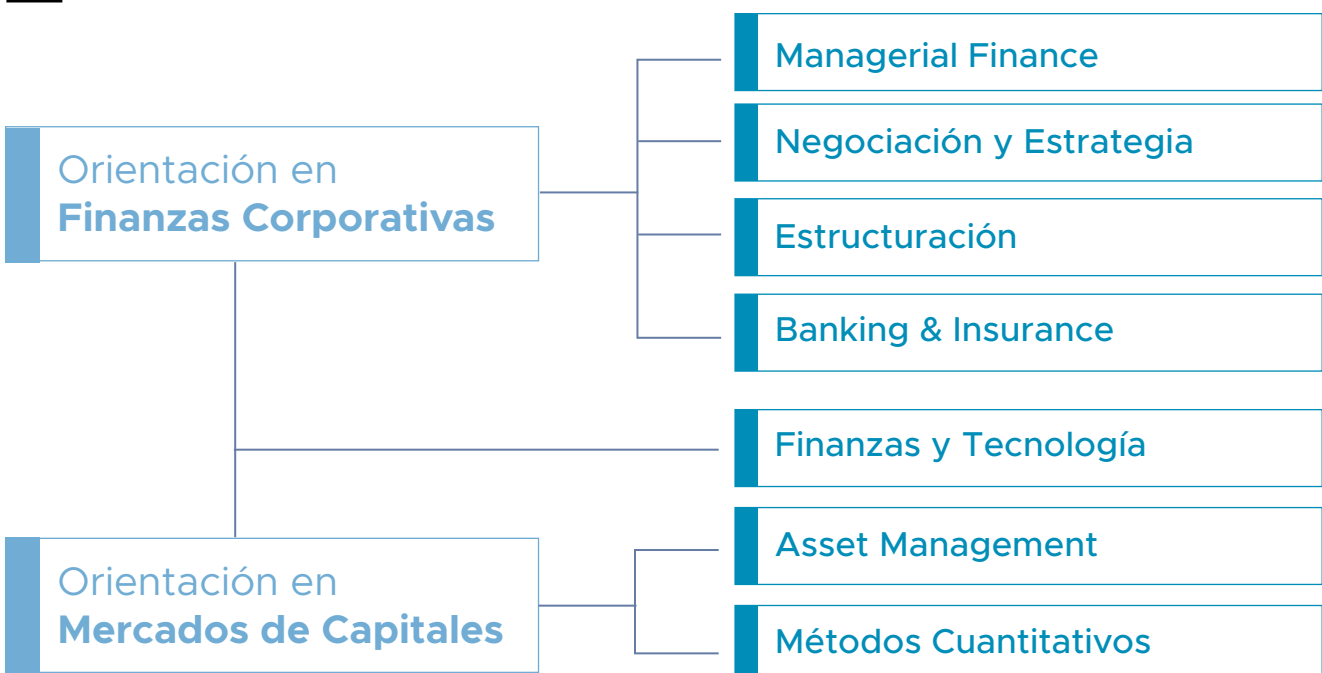 Managerial Finance
Negociación y Estrategia
Orientación en
Finanzas Corporativas
Estructuración
Banking & Insurance
Finanzas y Tecnología
Asset Management
Orientación en
Mercados de Capitales
Métodos Cuantitativos